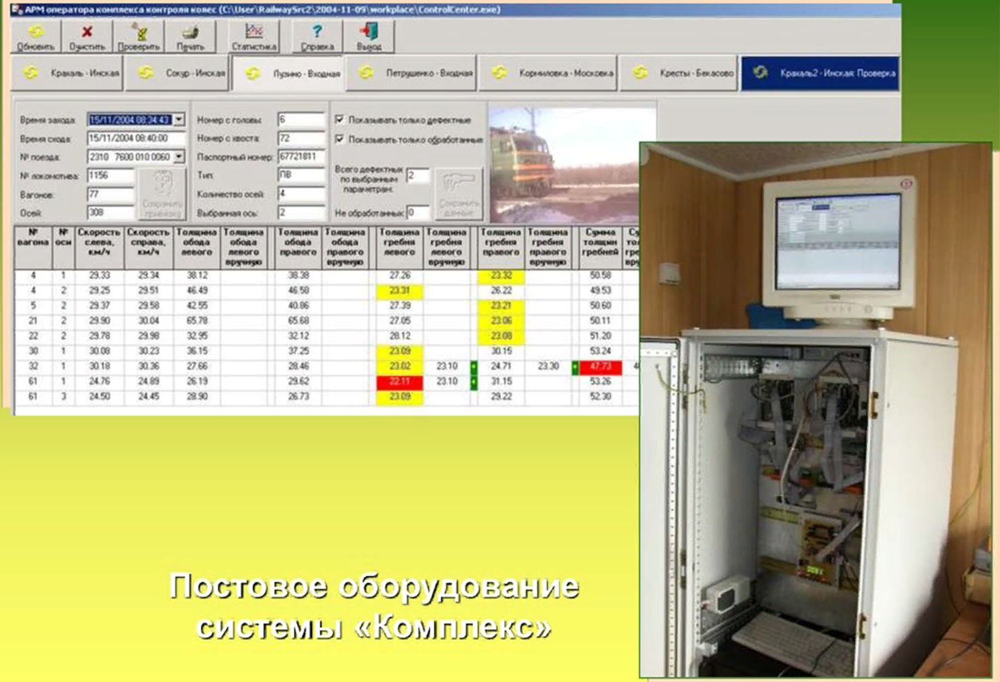 АРМ оператора комплекса контроля колес (C:\User\RailwaySrc2\2004-11-09\workplace\ControlCenter.exe)
Обновить Очистить Проверить Печать Статистика Справка Выход
Кракаль - Инская Сокур - Инская Лузино - Входная Петрушенко - Входная Кормиловка - Московка Кресты - Бекасово Кракаль2 - Инская: Проверка
Время захода: 15/11/2004 08:34:43 Номер с головы: 6 Показывать только дефектные
Время схода: 15/11/2004 08:40:00 Номер с хвоста: 72 Показывать только обработанные
№ поезда: 2310 7600 010 0060 Паспортный номер: 67721811
№ локомотива: 1156 Тип: ПВ Всего дефектных по выбранным параметрам: 2
Вагонов: 77 Сохранить привязку Количество осей: 4 Сохранить данные
Осей: 308 Выбранная ось: 2 Не обработанных: 0
№ вагона № оси Скорость слева, км/ч Скорость справа, км/ч Толщина обода левого Толщина обода левого вручную Толщина обода правого Толщина обода правого вручную Толщина гребня левого Толщина гребня левого вручную Толщина гребня правого Толщина гребня правого вручную Сумма толщин гребней
4 1 29.33 29.34 38.12 38.38 27.26 23.32 50.58
4 2 29.25 29.51 46.49 46.58 23.31 26.22 49.53
5 2 29.37 29.58 42.55 40.86 27.39 23.21 50.60
21 2 29.90 30.04 65.78 65.68 27.05 23.06 50.11
22 2 29.78 29.98 32.95 32.12 28.12 23.08 51.20
30 1 30.08 30.23 36.15 37.25 23.09 30.15 53.24
32 1 30.18 30.36 27.66 28.46 23.02 23.10 24.71 23.30 47.73
61 1 24.76 24.89 26.19 29.62 22.11 23.10 31.15 53.26
61 3 24.50 24.45 28.90 26.73 23.09 29.22 52.30
Постовое оборудование
системы «Комплекс»